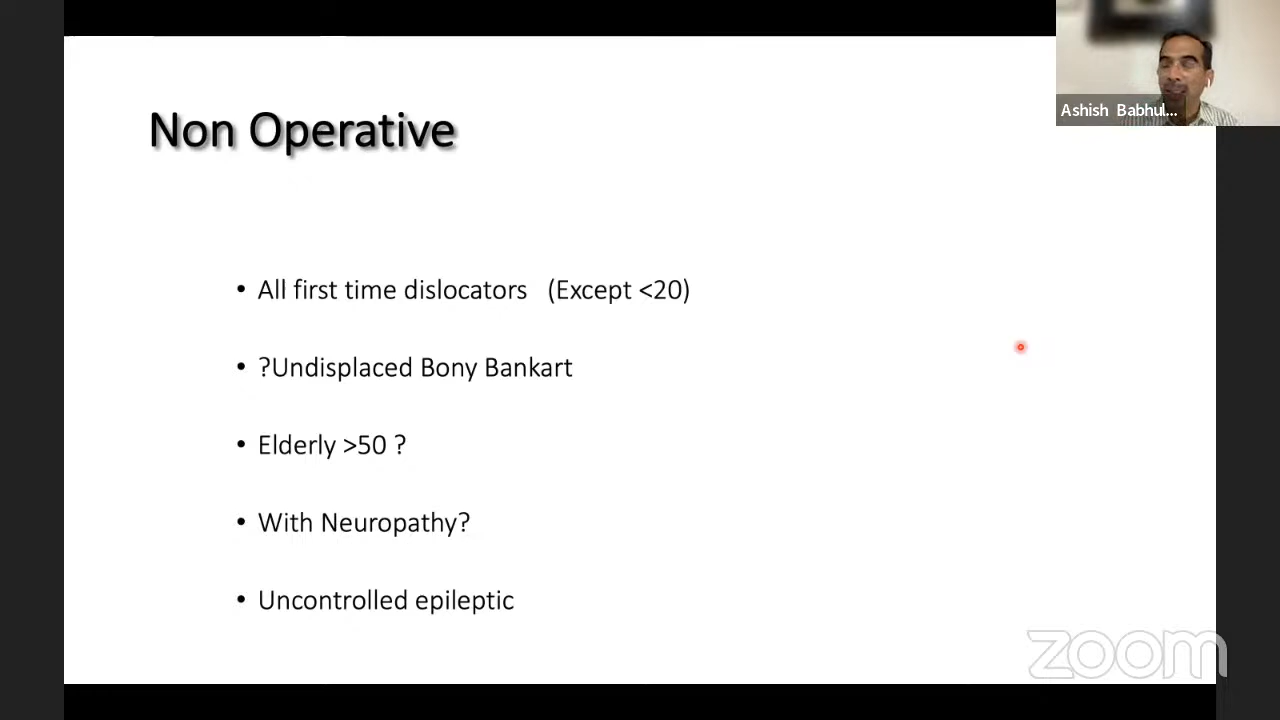 Ashish Babhul...
Non Operative
• All first time dislocators (Except <20)
• ?Undisplaced Bony Bankart
• Elderly >50 ?
• With Neuropathy?
• Uncontrolled epileptic
zoom